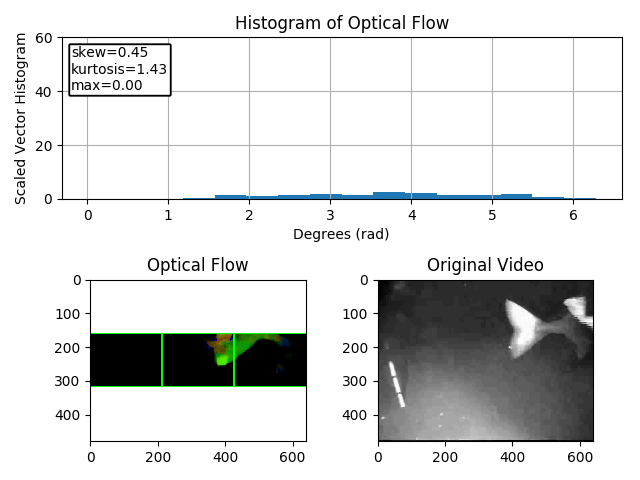 Histogram of Optical Flow
Scaled Vector Histogram
60
40
20
0
skew=0.45
kurtosis=1.43
max=0.00
0 1 2 3 4 5 6
Degrees (rad)
Optical Flow
0
100
200
300
400
0 200 400 600
Original Video
0
100
200
300
400
0 200 400 600